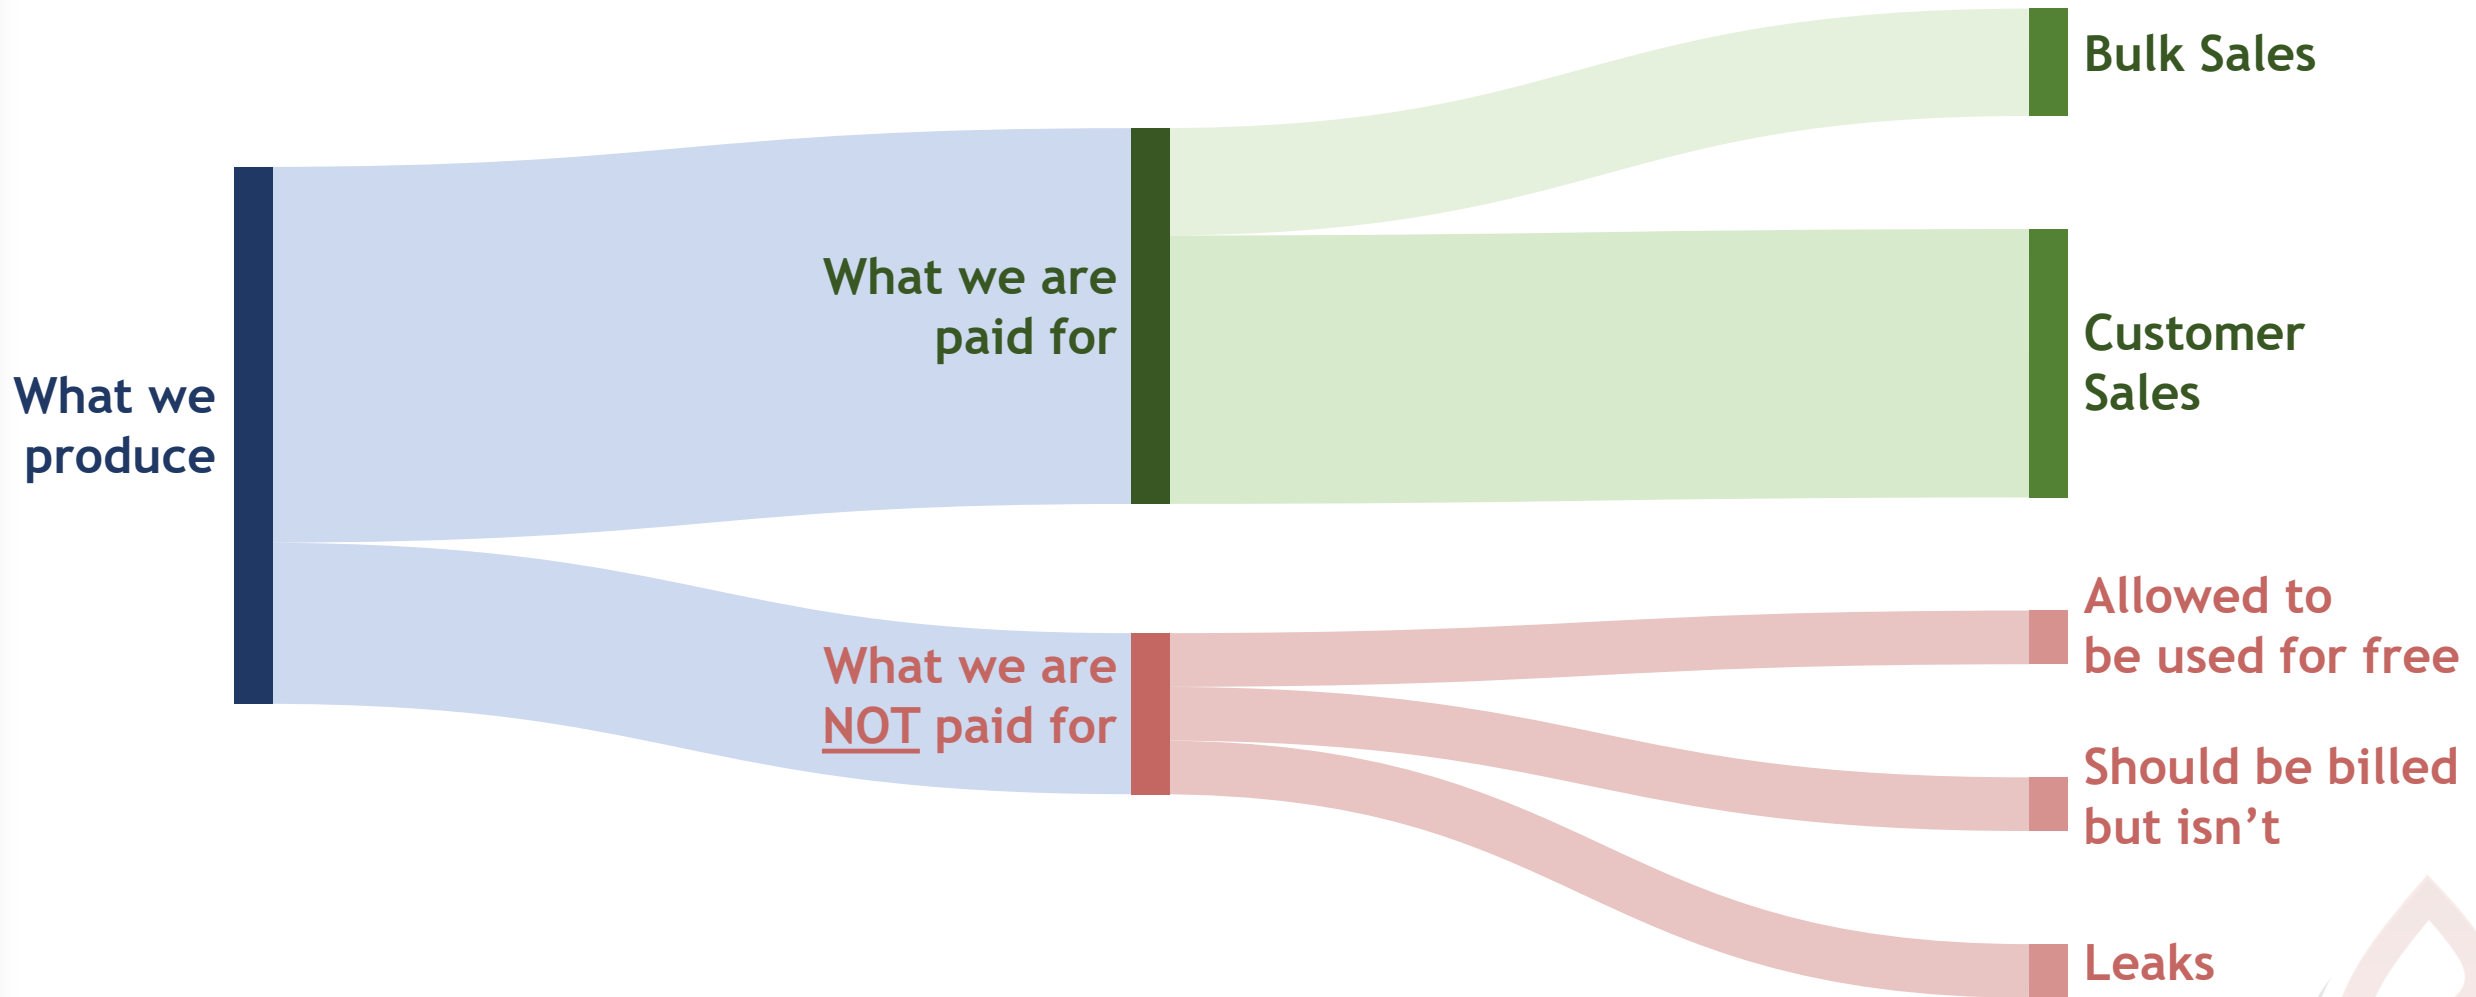 Bulk Sales
What we are
paid for
Customer
Sales
What we
produce
Allowed to
be used for free
What we are
NOT paid for
Should be billed
but isn’t
Leaks